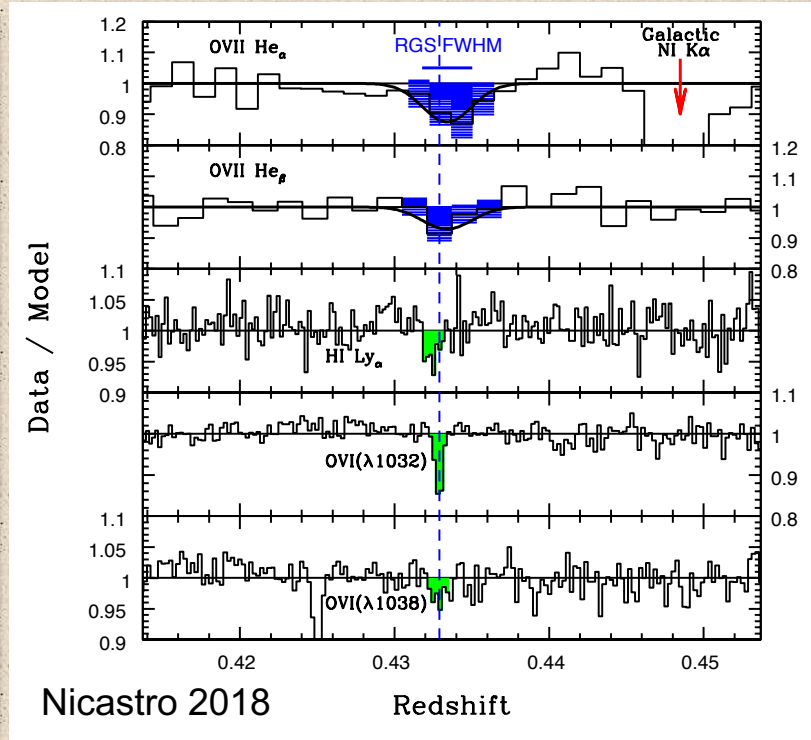 1.2
OVII Heα
RGS FWHM
Galactic
NI Kα
1.1
1
0.9
0.8
1.2
OVII Heβ
1.1
1
0.9
1.1
0.8
1.05
1
HI Lyα
0.95
0.9
1.1
1
OVI(λ1032)
0.9
1.1
0.8
1.05
1
OVI(λ1038)
0.95
0.9
0.42
0.43
0.44
0.45
Data / Model
Nicastro 2018
Redshift